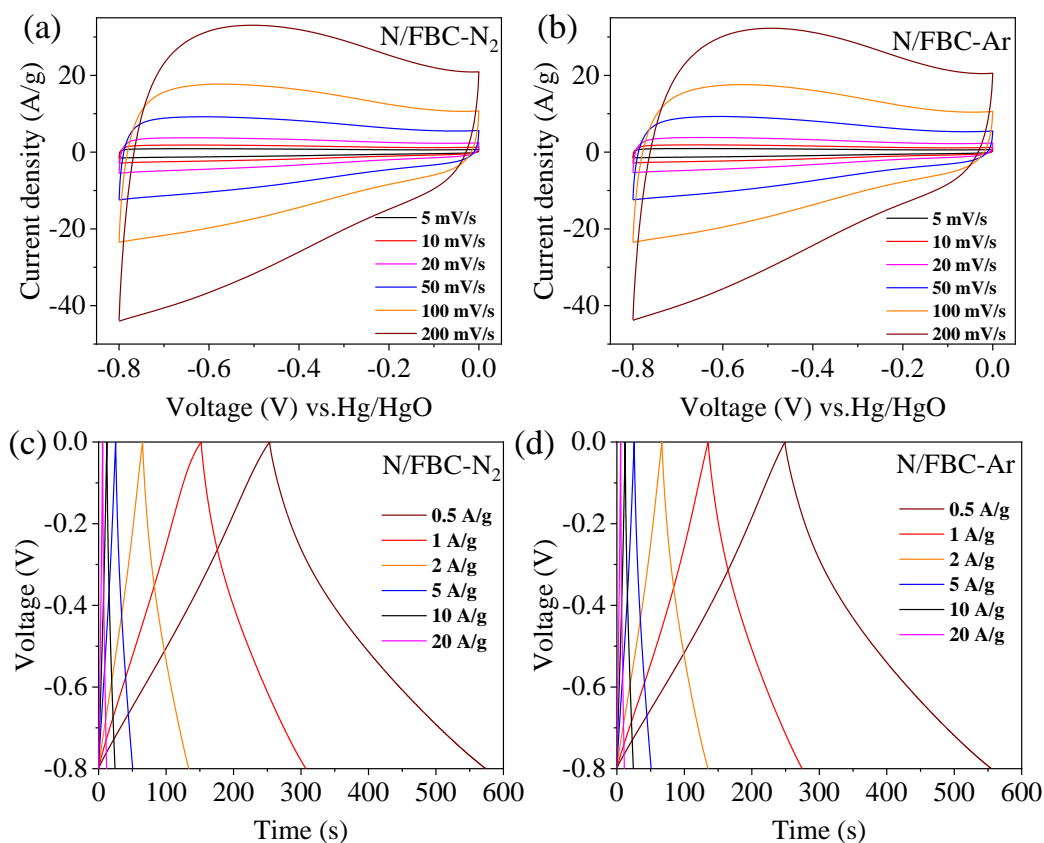 (a)
N/FBC-N₂
Current density (A/g)
20
0
-20
-40
5 mV/s
10 mV/s
20 mV/s
50 mV/s
100 mV/s
200 mV/s
-0.8
-0.6
-0.4
-0.2
0.0
Voltage (V) vs.Hg/HgO
(b)
N/FBC-Ar
Current density (A/g)
20
0
-20
-40
5 mV/s
10 mV/s
20 mV/s
50 mV/s
100 mV/s
200 mV/s
-0.8
-0.6
-0.4
-0.2
0.0
Voltage (V) vs.Hg/HgO
(c)
N/FBC-N₂
Voltage (V)
0.0
-0.2
-0.4
-0.6
-0.8
0.5 A/g
1 A/g
2 A/g
5 A/g
10 A/g
20 A/g
0
100
200
300
400
500
600
Time (s)
(d)
N/FBC-Ar
Voltage (V)
0.0
-0.2
-0.4
-0.6
-0.8
0.5 A/g
1 A/g
2 A/g
5 A/g
10 A/g
20 A/g
0
100
200
300
400
500
600
Time (s)